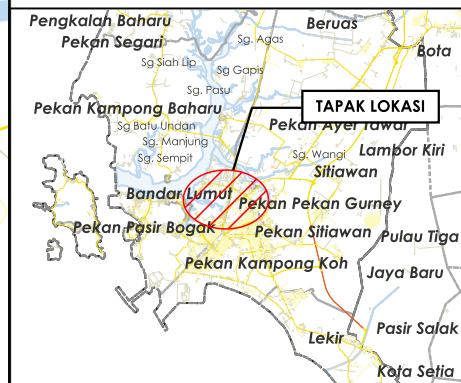 Pengkalah Baharu
Beruas
Pekan Segari
Sg. Agas
Bota
Sg Siah Lip
Sg Gapis
Sg. Pasu
Pekan Kampong Baharu
TAPAK LOKASI
Sg Batu Undan
Pekan Ayer Tawar
Sg. Manjung
Lambor Kiri
Sg. Sempit
Sg. Wangi
Sitiawan
Bandar Lumut
Pekan Pekan Gurney
Pekan Pasir Bogak
Pekan Sitiawan
Pulau Tiga
Pekan Kampong Koh
Jaya Baru
Pasir Salak
Lekir
Kota Setia